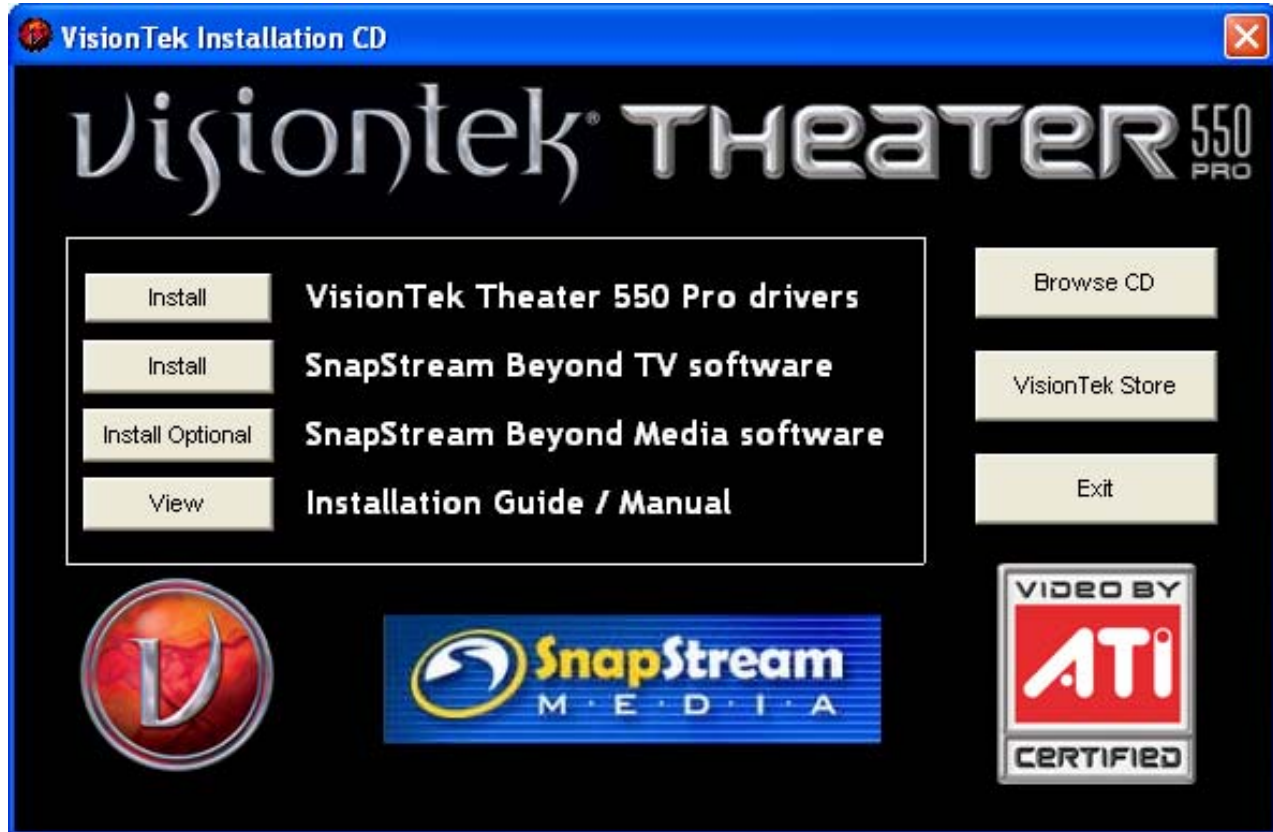 VisionTek Installation CD
visiontek® THEATER 550 PRO
Install VisionTek Theater 550 Pro drivers
Install SnapStream Beyond TV software
Install Optional SnapStream Beyond Media software
View Installation Guide / Manual
Browse CD
VisionTek Store
Exit
V
SnapStream
M·E·D·I·A
VIDEO BY
ATI
CERTIFIED